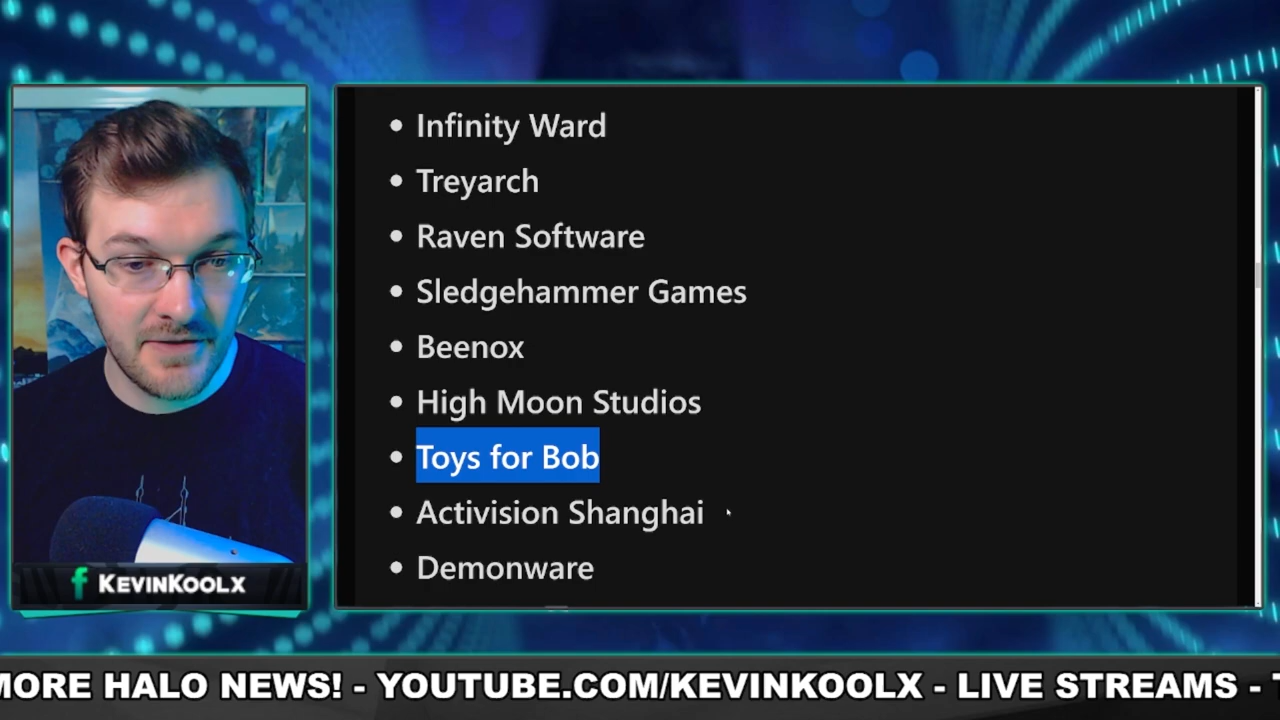 Infinity Ward
Treyarch
Raven Software
Sledgehammer Games
Beenox
High Moon Studios
Toys for Bob
Activision Shanghai
Demonware
f KEVINKOOLX
MORE HALO NEWS! - YOUTUBE.COM/KEVINKOOLX - LIVE STREAMS - T